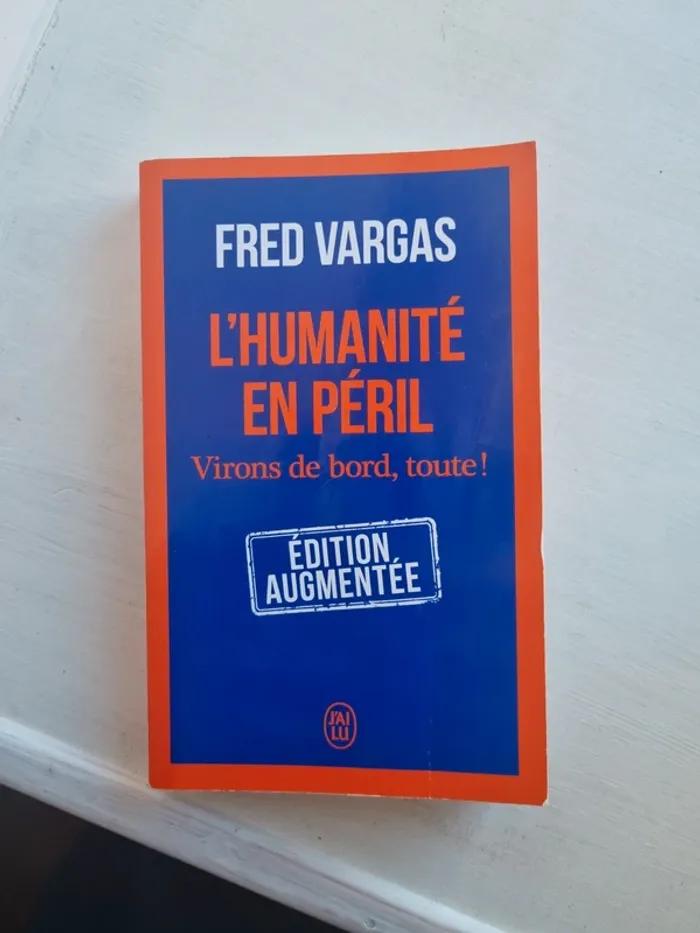 FRED VARGAS
L'HUMANITÉ
EN PÉRIL
Virons de bord, toute !
ÉDITION
AUGMENTÉE
J'AI
LU